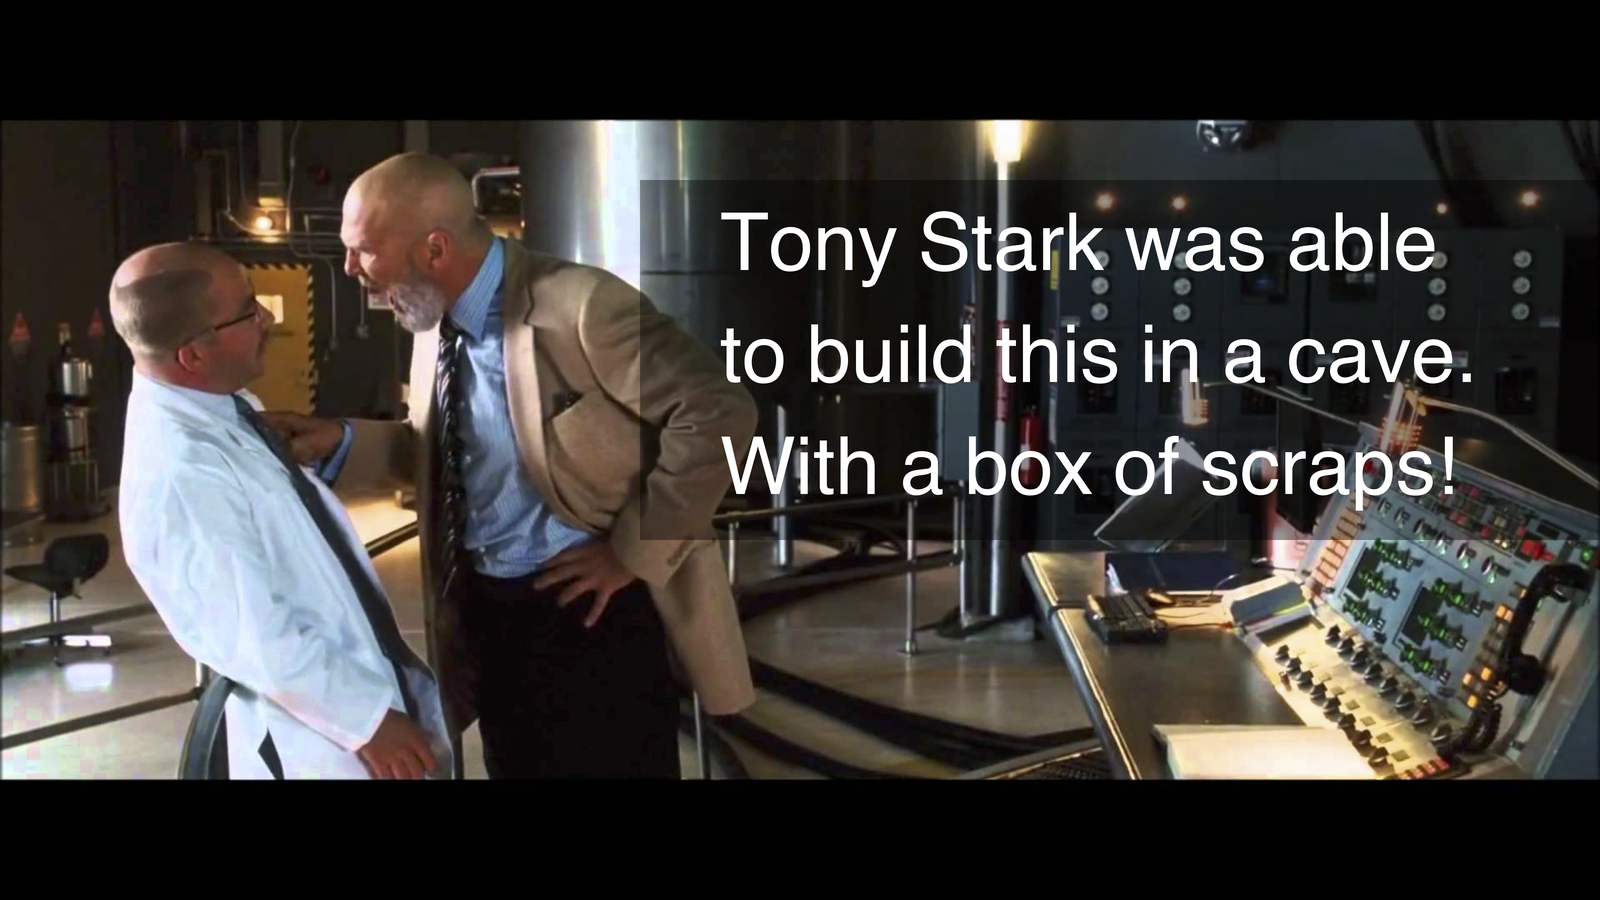 Tony Stark was able
to build this in a cave.
With a box of scraps!